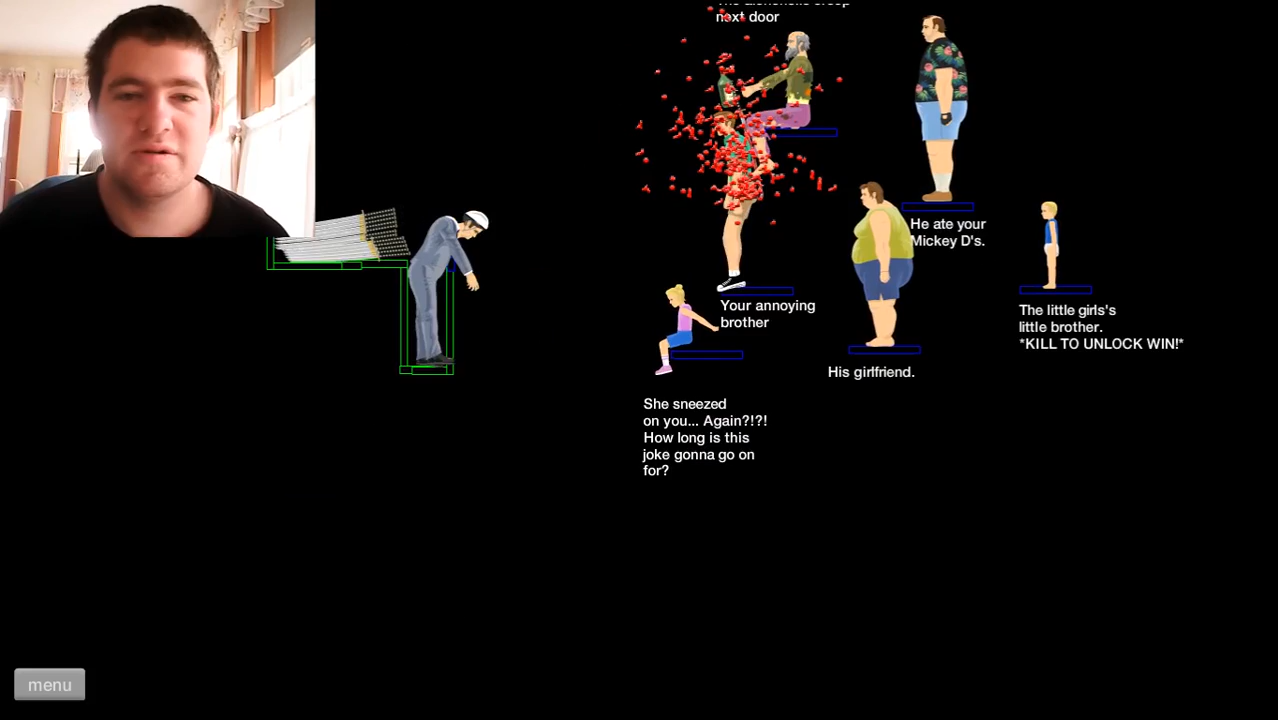 next door
He ate your
Mickey D's.
Your annoying
brother
The little girls's
little brother.
*KILL TO UNLOCK WIN!*
His girlfriend.
She sneezed
on you... Again?!?!
How long is this
joke gonna go on
for?
menu